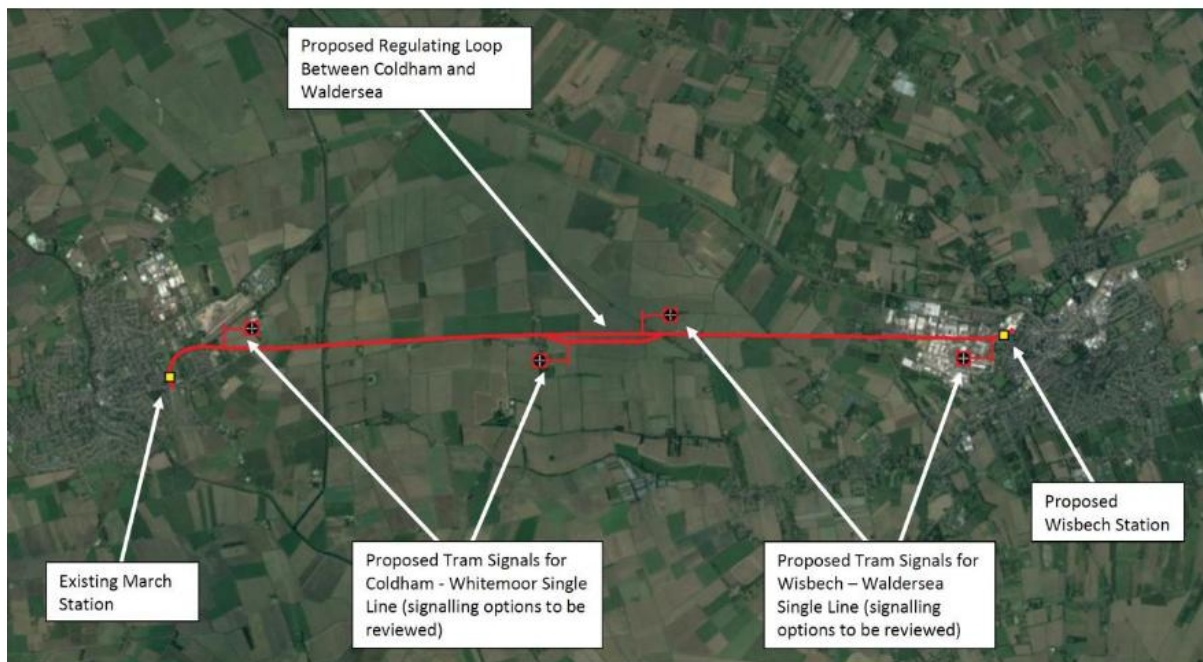 Proposed Regulating Loop
Between Coldham and
Waldersea
Existing March
Station
Proposed Tram Signals for
Coldham - Whitemoor Single
Line (signalling options to be
reviewed)
Proposed Tram Signals for
Wisbech – Waldersea
Single Line (signalling
options to be reviewed)
Proposed
Wisbech Station